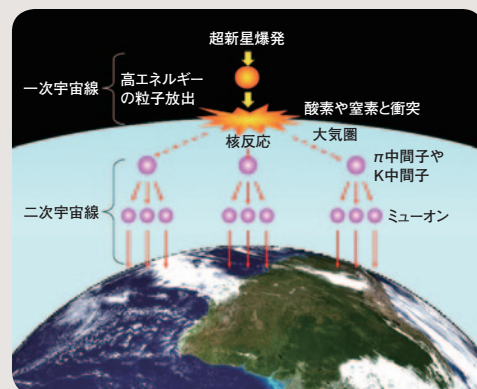 超新星爆発
一次宇宙線
高エネルギー
の粒子放出
酸素や窒素と衝突
核反応
大気圏
π中間子や
K中間子
二次宇宙線
ミューオン